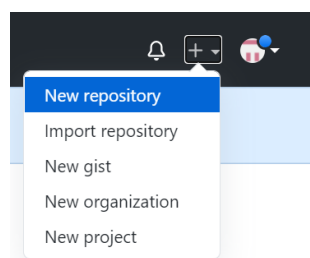 New repository
Import repository
New gist
New organization
New project